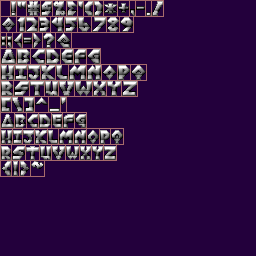 !"#$%&'()*+,-./
0123456789
:;<=>?@
ABCDEFG
HIJKLMNOPQ
RSTUVWXYZ
[\]^_'
ABCDEFG
HIJKLMNOPQ
RSTUVWXYZ
{|}~